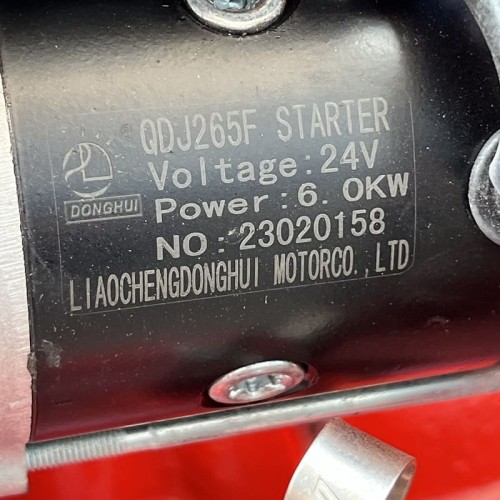 QDJ265F STARTER
Voltage:24V
DONGHUI
Power:6.0KW
NO:23020158
LIAOCHENGDONGHUI MOTORCO.,LTD